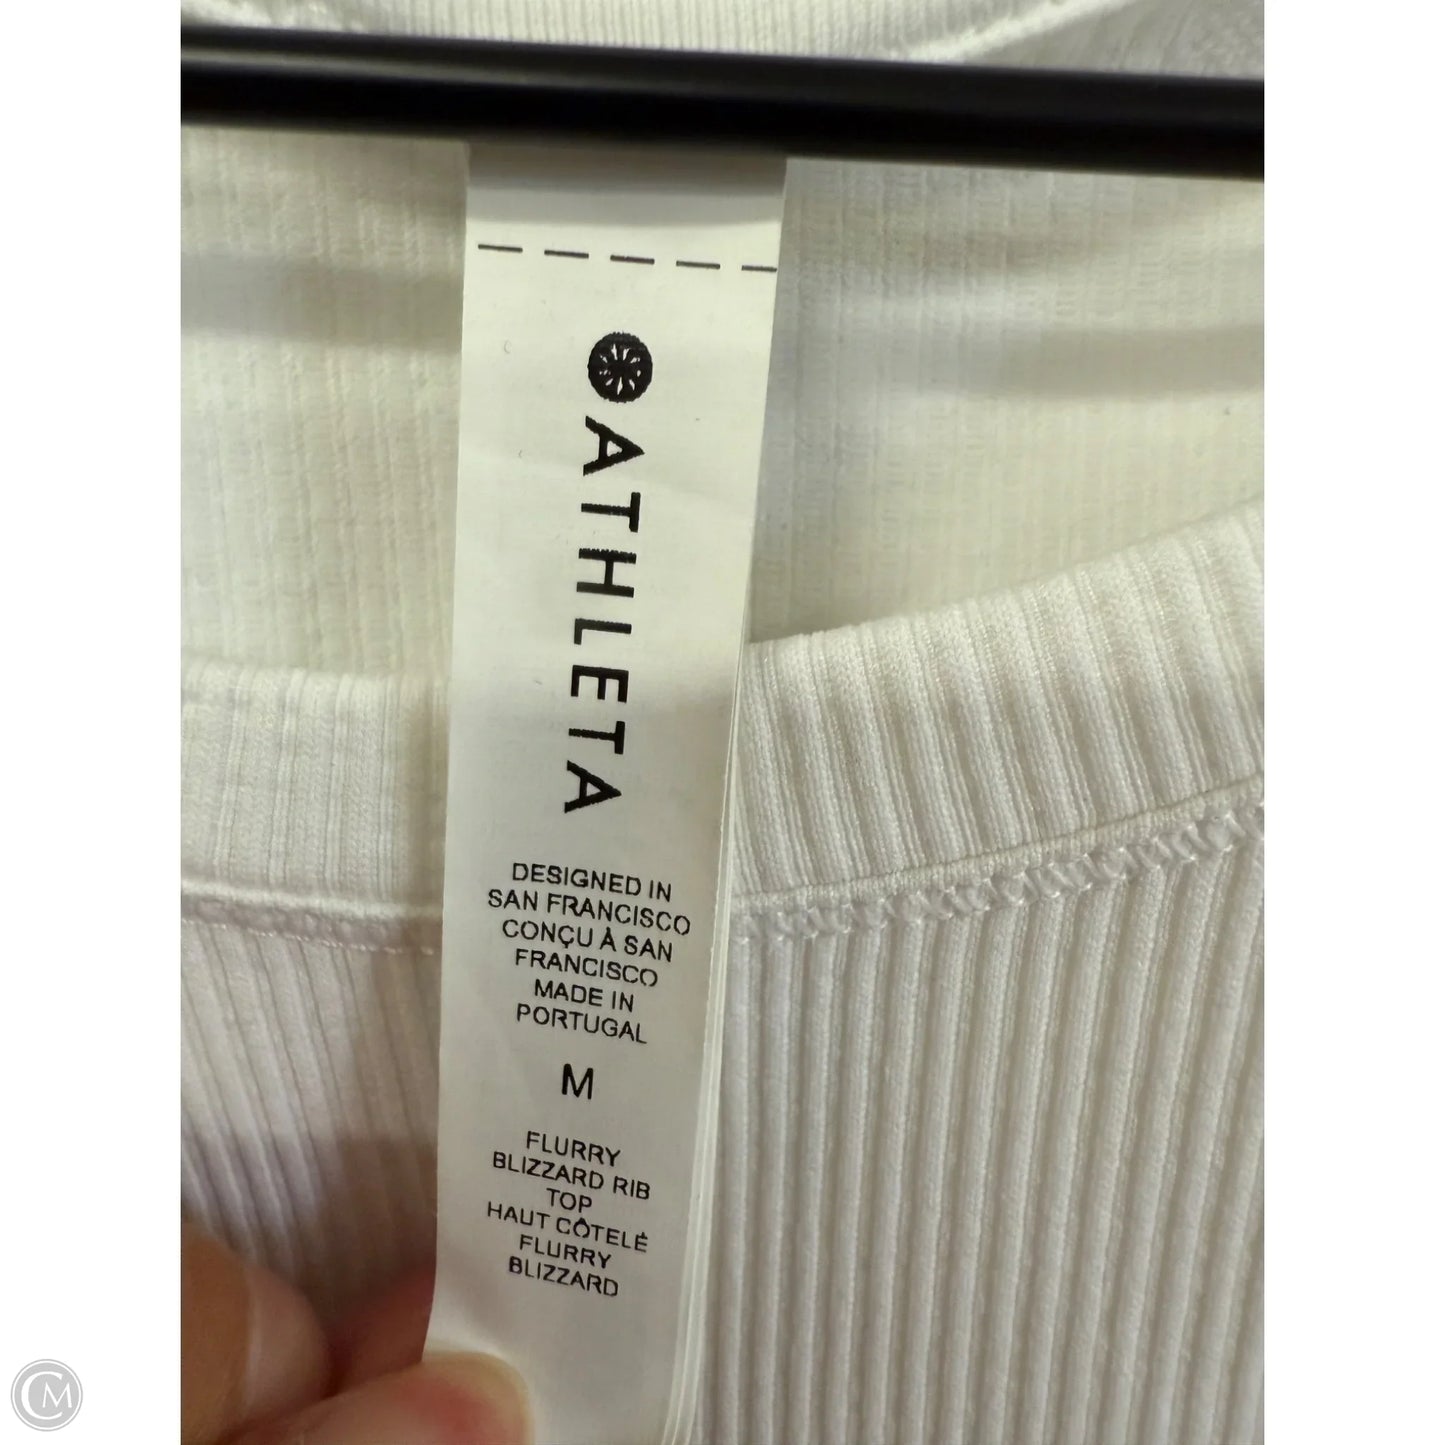 ATHLETA
DESIGNED IN
SAN FRANCISCO
CONÇU À SAN
FRANCISCO
MADE IN
PORTUGAL
M
FLURRY
BLIZZARD RIB
TOP
HAUT CÔTELÉ
FLURRY
BLIZZARD
CM